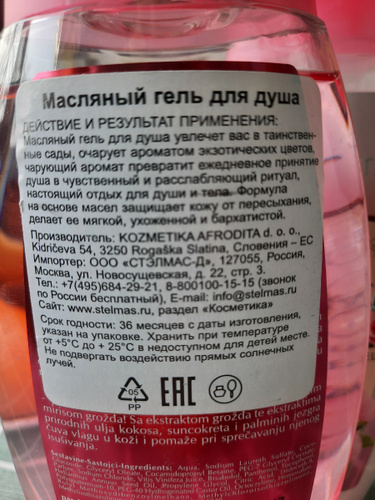 Масляный гель для душа
ДЕЙСТВИЕ И РЕЗУЛЬТАТ ПРИМЕНЕНИЯ:
Масляный гель для душа увлечет вас в таинствен-
ные сады, очарует ароматом экзотических цветов,
чарующий аромат превратит ежедневное принятие
душа в чувственный и расслабляющий ритуал,
настоящий отдых для души и тела. Формула
на основе масел защищает кожу от пересыхания,
делает ее мягкой, ухоженной и бархатистой.
Производитель: KOZMETIKA AFRODITA d. o. o.,
Kidričeva 54, 3250 Rogaška Slatina, Словения – ЕС
Импортер: ООО «СТЭЛМАС-Д», 127055, Россия,
Москва, ул. Новосущевская, д. 22, стр. 3.
Тел.: +7(495)684-29-21, 8-800100-15-15 (звонок
по России бесплатный), E-mail: info@stelmas.ru,
Сайт: www.stelmas.ru, раздел «Косметика»
Срок годности: 36 месяцев с даты изготовления,
указан на упаковке. Хранить при температуре
от +5°С до + 25°С в недоступном для детей месте.
Не подвергать воздействию прямых солнечных
лучей.
05
PP
EAC
mirisom grožđa! Sa ekstraktom grožđa te ekstraktima
prirodnih ulja kokosa, suncokreta i palminih jezgra
čuva vlagu u koži i pomaže pri sprečavanju njenog
isušivanja.
Sestavine-Sastojci-Ingredients: Aqua, Sodium Laureth Sulfate,